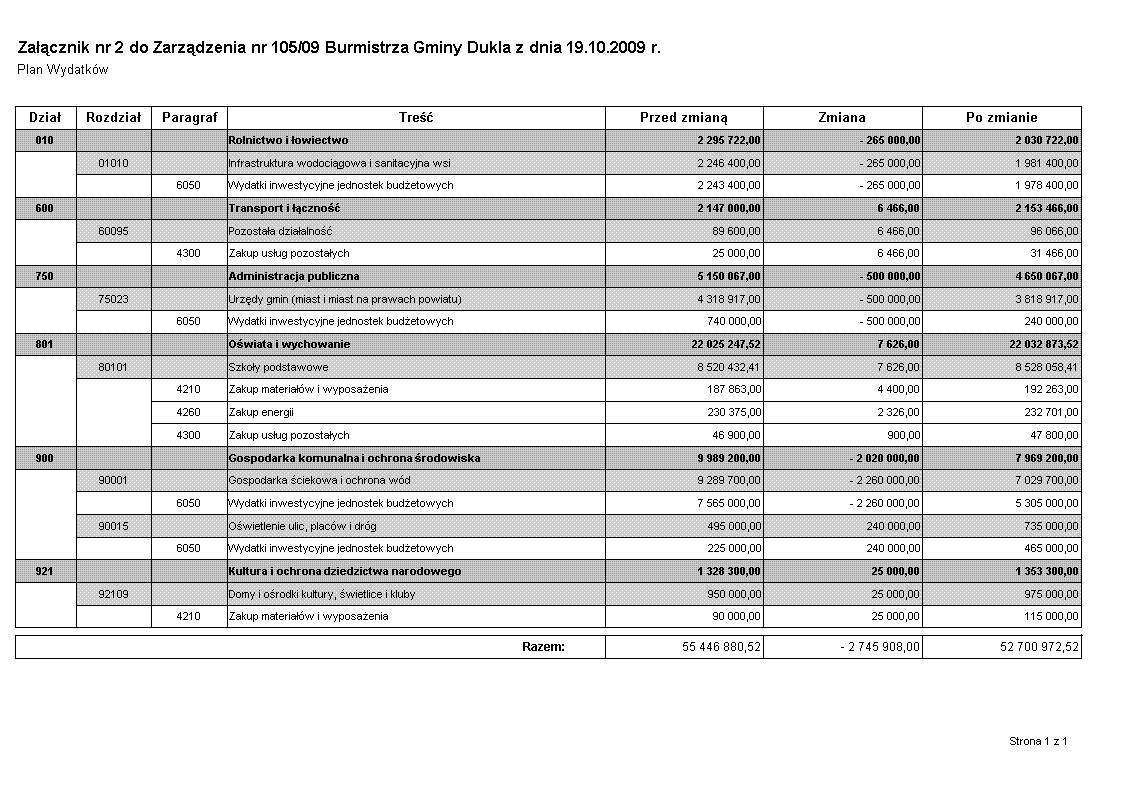 Załącznik nr 2 do Zarządzenia nr 105/09 Burmistrza Gminy Dukla z dnia 19.10.2009 r.
Plan Wydatków
Dział Rozdział Paragraf Treść Przed zmianą Zmiana Po zmianie
010 Rolnictwo i łowiectwo 2 295 722,00 - 265 000,00 2 030 722,00
01010 Infrastruktura wodociągowa i sanitacyjna wsi 2 246 400,00 - 265 000,00 1 981 400,00
6050 Wydatki inwestycyjne jednostek budżetowych 2 243 400,00 - 265 000,00 1 978 400,00
600 Transport i łączność 2 147 000,00 6 466,00 2 153 466,00
60095 Pozostała działalność 89 600,00 6 466,00 96 066,00
4300 Zakup usług pozostałych 25 000,00 6 466,00 31 466,00
750 Administracja publiczna 5 150 067,00 - 500 000,00 4 650 067,00
75023 Urzędy gmin (miast i miast na prawach powiatu) 4 318 917,00 - 500 000,00 3 818 917,00
6050 Wydatki inwestycyjne jednostek budżetowych 740 000,00 - 500 000,00 240 000,00
801 Oświata i wychowanie 22 025 247,52 7 626,00 22 032 873,52
80101 Szkoły podstawowe 8 520 432,41 7 626,00 8 528 058,41
4210 Zakup materiałów i wyposażenia 187 863,00 4 400,00 192 263,00
4260 Zakup energii 230 375,00 2 326,00 232 701,00
4300 Zakup usług pozostałych 46 900,00 900,00 47 800,00
900 Gospodarka komunalna i ochrona środowiska 9 989 200,00 - 2 020 000,00 7 969 200,00
90001 Gospodarka ściekowa i ochrona wód 9 289 700,00 - 2 260 000,00 7 029 700,00
6050 Wydatki inwestycyjne jednostek budżetowych 7 565 000,00 - 2 260 000,00 5 305 000,00
90015 Oświetlenie ulic, placów i dróg 495 000,00 240 000,00 735 000,00
6050 Wydatki inwestycyjne jednostek budżetowych 225 000,00 240 000,00 465 000,00
921 Kultura i ochrona dziedzictwa narodowego 1 328 300,00 25 000,00 1 353 300,00
92109 Domy i ośrodki kultury, świetlice i kluby 950 000,00 25 000,00 975 000,00
4210 Zakup materiałów i wyposażenia 90 000,00 25 000,00 115 000,00
Razem: 55 446 880,52 - 2 745 908,00 52 700 972,52
Strona 1 z 1